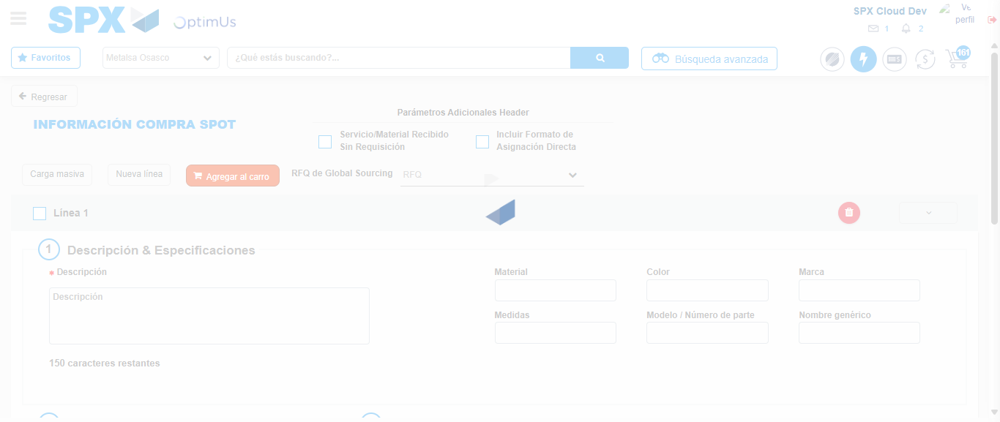 SPX OptimUs
SPX Cloud Dev
Ve
perfil
1 2
Favoritos Metalsa Osasco ¿Qué estás buscando?... Búsqueda avanzada 161
Regresar
INFORMACIÓN COMPRA SPOT
Parámetros Adicionales Header
Servicio/Material Recibido
Sin Requisición
Incluir Formato de
Asignación Directa
Carga masiva Nueva línea Agregar al carro RFQ de Global Sourcing RFQ
Línea 1
1 Descripción & Especificaciones
* Descripción Material Color Marca
Descripción
Medidas Modelo / Número de parte Nombre genérico
150 caracteres restantes